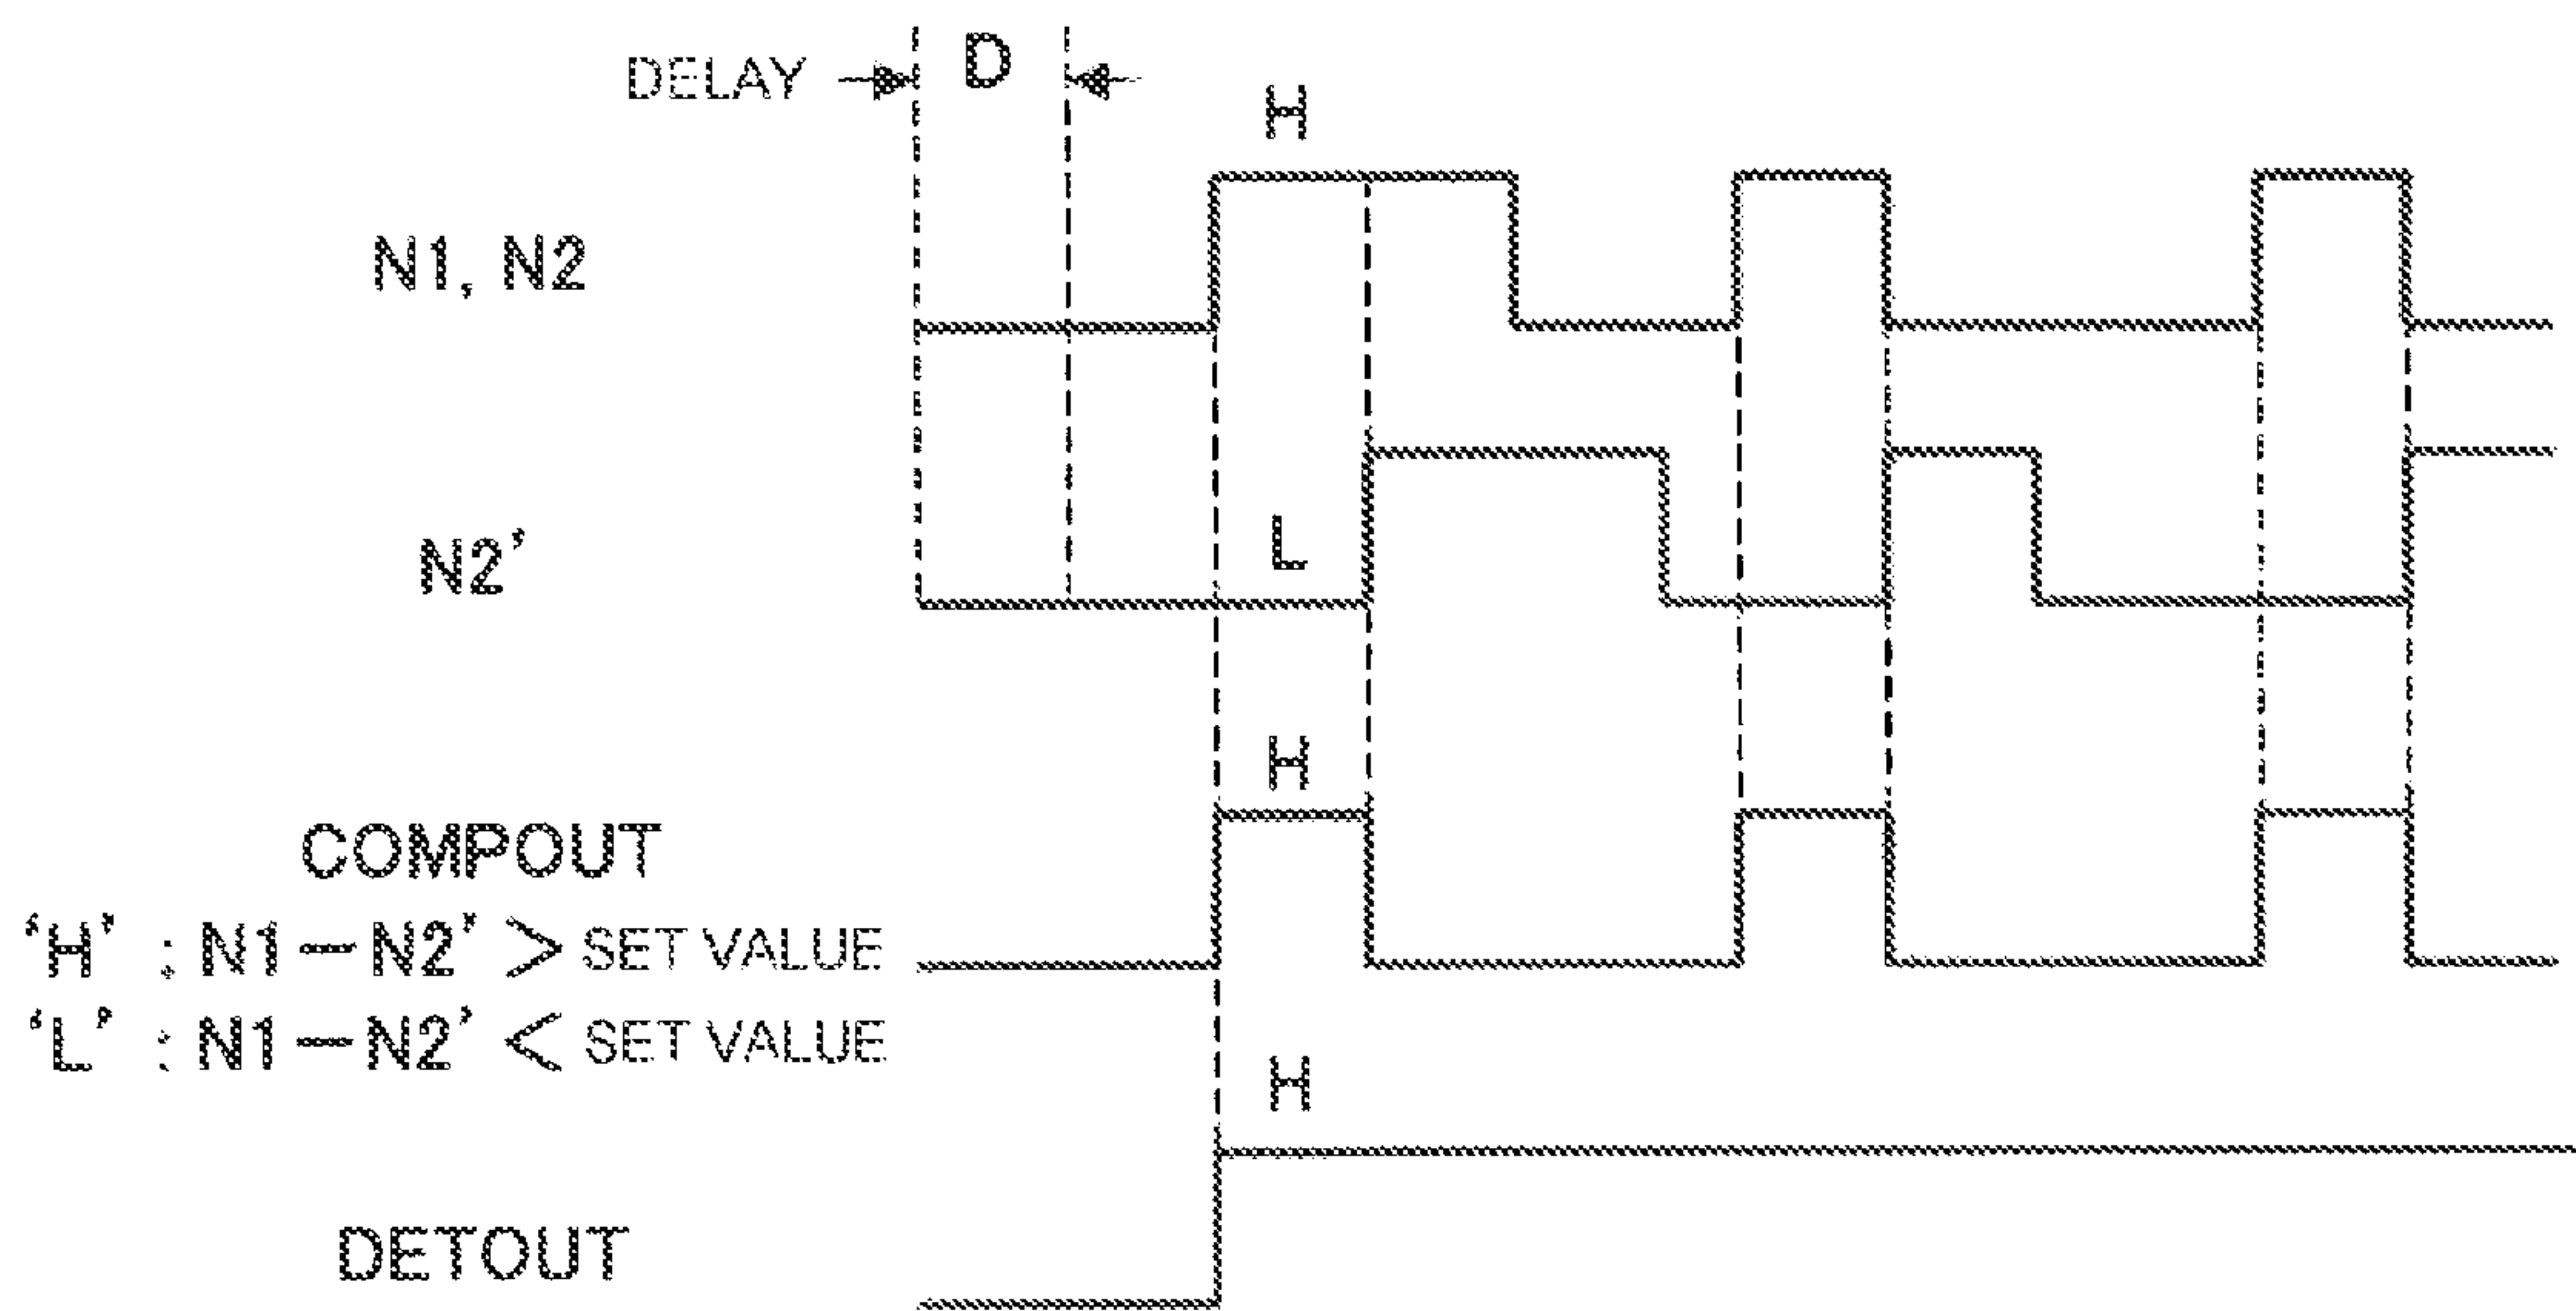 DELAY D
H
N1, N2
L
N2’
H
COMPOUT
‘H’ : N1－N2’ ＞ SET VALUE
‘L’ : N1－N2’ ＜ SET VALUE
H
DETOUT